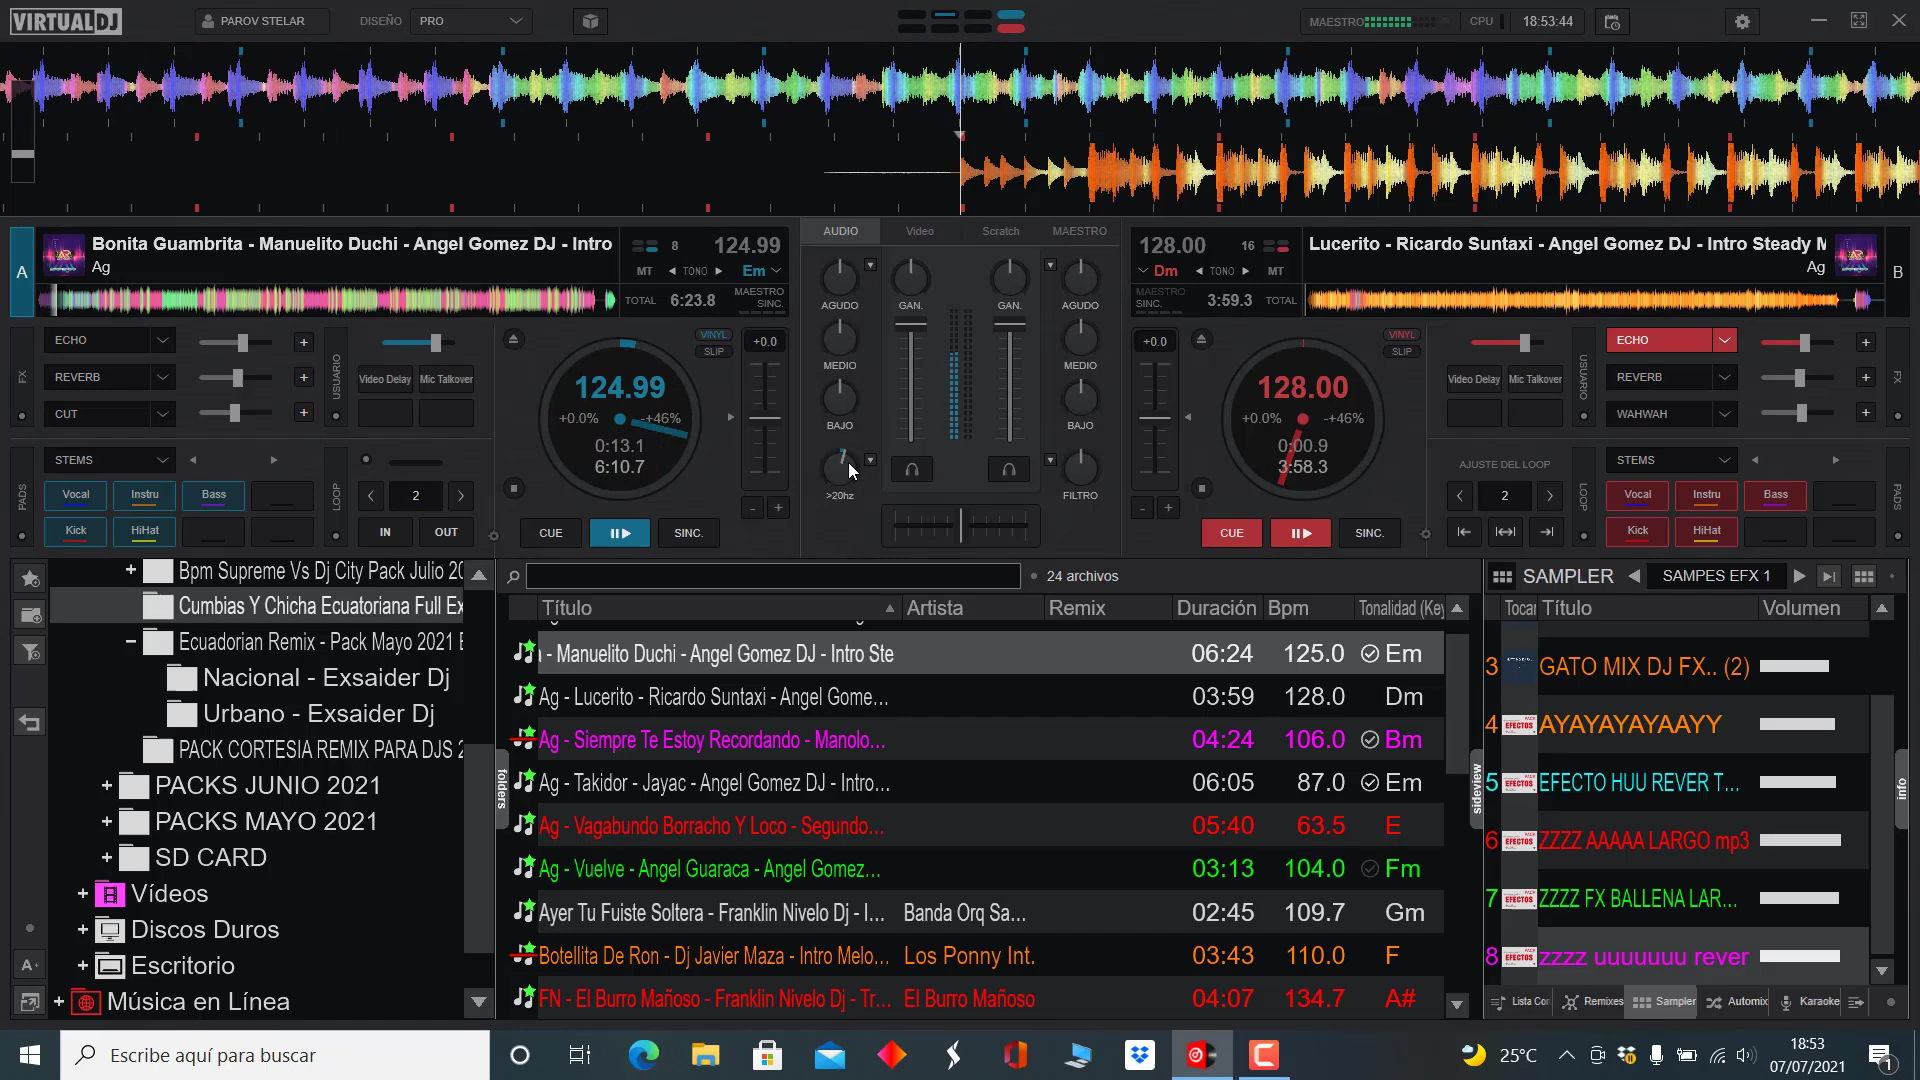 VIRTUALDJ
PAROV STELAR
DISEÑO
PRO
MAESTRO
CPU
18:53:44
A
Bonita Guambrita - Manuelito Duchi - Angel Gomez DJ - Intro
Ag
8
124.99
MT
TONO
Em
TOTAL
6:23.8
MAESTRO
SINC.
AUDIO
Video
Scratch
MAESTRO
128.00
16
Dm
TONO
MT
MAESTRO
SINC.
3:59.3
TOTAL
Lucerito - Ricardo Suntaxi - Angel Gomez DJ - Intro Steady M
Ag
B
FX
ECHO
REVERB
CUT
+
+
+
USUARIO
Video Delay
Mic Talkover
VINYL
SLIP
124.99
+0.0%
-+46%
0:13.1
6:10.7
+0.0
AGUDO
GAN.
GAN.
AGUDO
MEDIO
MEDIO
BAJO
BAJO
>20hz
FILTRO
+0.0
VINYL
SLIP
128.00
+0.0%
-+46%
0:00.9
3:58.3
Video Delay
Mic Talkover
USUARIO
ECHO
REVERB
WAHWAH
+
+
+
FX
PADS
STEMS
Vocal
Instru
Bass
Kick
HiHat
LOOP
2
IN
OUT
CUE
SINC.
-
+
-
+
CUE
SINC.
AJUSTE DEL LOOP
2
LOOP
STEMS
Vocal
Instru
Bass
Kick
HiHat
PADS
+ Bpm Supreme Vs Dj City Pack Julio 20
Cumbias Y Chicha Ecuatoriana Full Ex
- Ecuadorian Remix - Pack Mayo 2021 E
Nacional - Exsaider Dj
Urbano - Exsaider Dj
PACK CORTESIA REMIX PARA DJS 2
+ PACKS JUNIO 2021
+ PACKS MAYO 2021
+ SD CARD
+ Vídeos
+ Discos Duros
+ Escritorio
+ Música en Línea
folders
24 archivos
Título
Artista
Remix
Duración
Bpm
Tonalidad (Key
- Manuelito Duchi - Angel Gomez DJ - Intro Ste 06:24 125.0 Em
Ag - Lucerito - Ricardo Suntaxi - Angel Gome... 03:59 128.0 Dm
Ag - Siempre Te Estoy Recordando - Manolo... 04:24 106.0 Bm
Ag - Takidor - Jayac - Angel Gomez DJ - Intro... 06:05 87.0 Em
Ag - Vagabundo Borracho Y Loco - Segundo... 05:40 63.5 E
Ag - Vuelve - Angel Guaraca - Angel Gomez... 03:13 104.0 Fm
Ayer Tu Fuiste Soltera - Franklin Nivelo Dj - I... Banda Orq Sa... 02:45 109.7 Gm
Botellita De Ron - Dj Javier Maza - Intro Melo... Los Ponny Int. 03:43 110.0 F
FN - El Burro Mañoso - Franklin Nivelo Dj - Tr... El Burro Mañoso 04:07 134.7 A#
sideview
SAMPLER
SAMPES EFX 1
Tocar
Título
Volumen
3 GATO MIX DJ FX.. (2)
4 EFECTOS AYAYAYAYAAYY
5 EFECTOS EFECTO HUU REVER T...
6 EFECTOS ZZZZ AAAAA LARGO mp3
7 EFECTOS ZZZZ FX BALLENA LAR...
8 EFECTOS zzzz uuuuuuu rever
info
Lista Con
Remixes
Sampler
Automix
Karaoke
Escribe aquí para buscar
25°C
18:53
07/07/2021
1